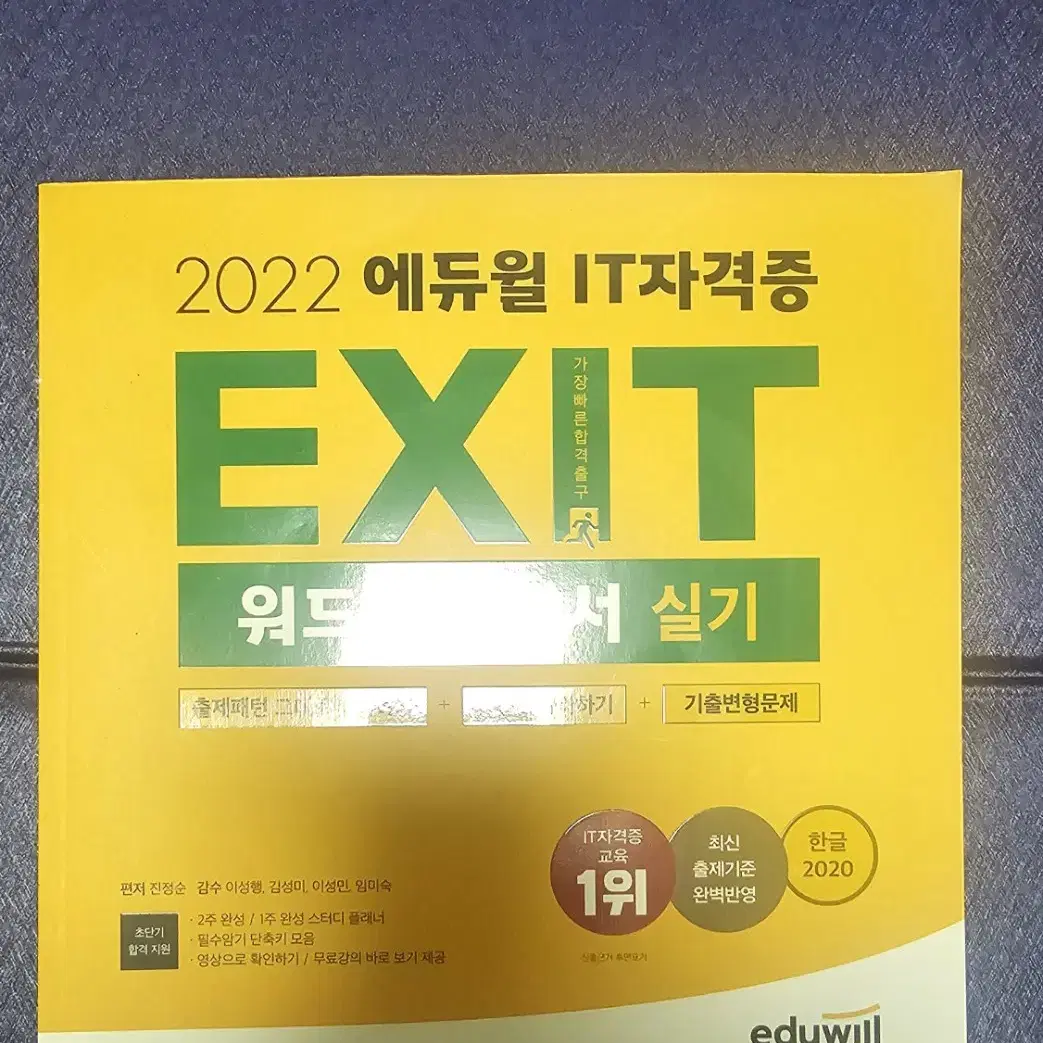 2022 에듀윌 IT자격증
EXIT
가장빠른합격출구
실기
출제패턴
+
+
기출변형문제
IT자격증
교육
1위
최신
출제기준
완벽반영
한글
2020
편저 진정순 감수 이성행, 김성미, 이성민, 임미숙
초단기
합격 지원
· 2주 완성 / 1주 완성 스터디 플래너
· 필수암기 단축키 모음
· 영상으로 확인하기 / 무료강의 바로 보기 제공
eduwill